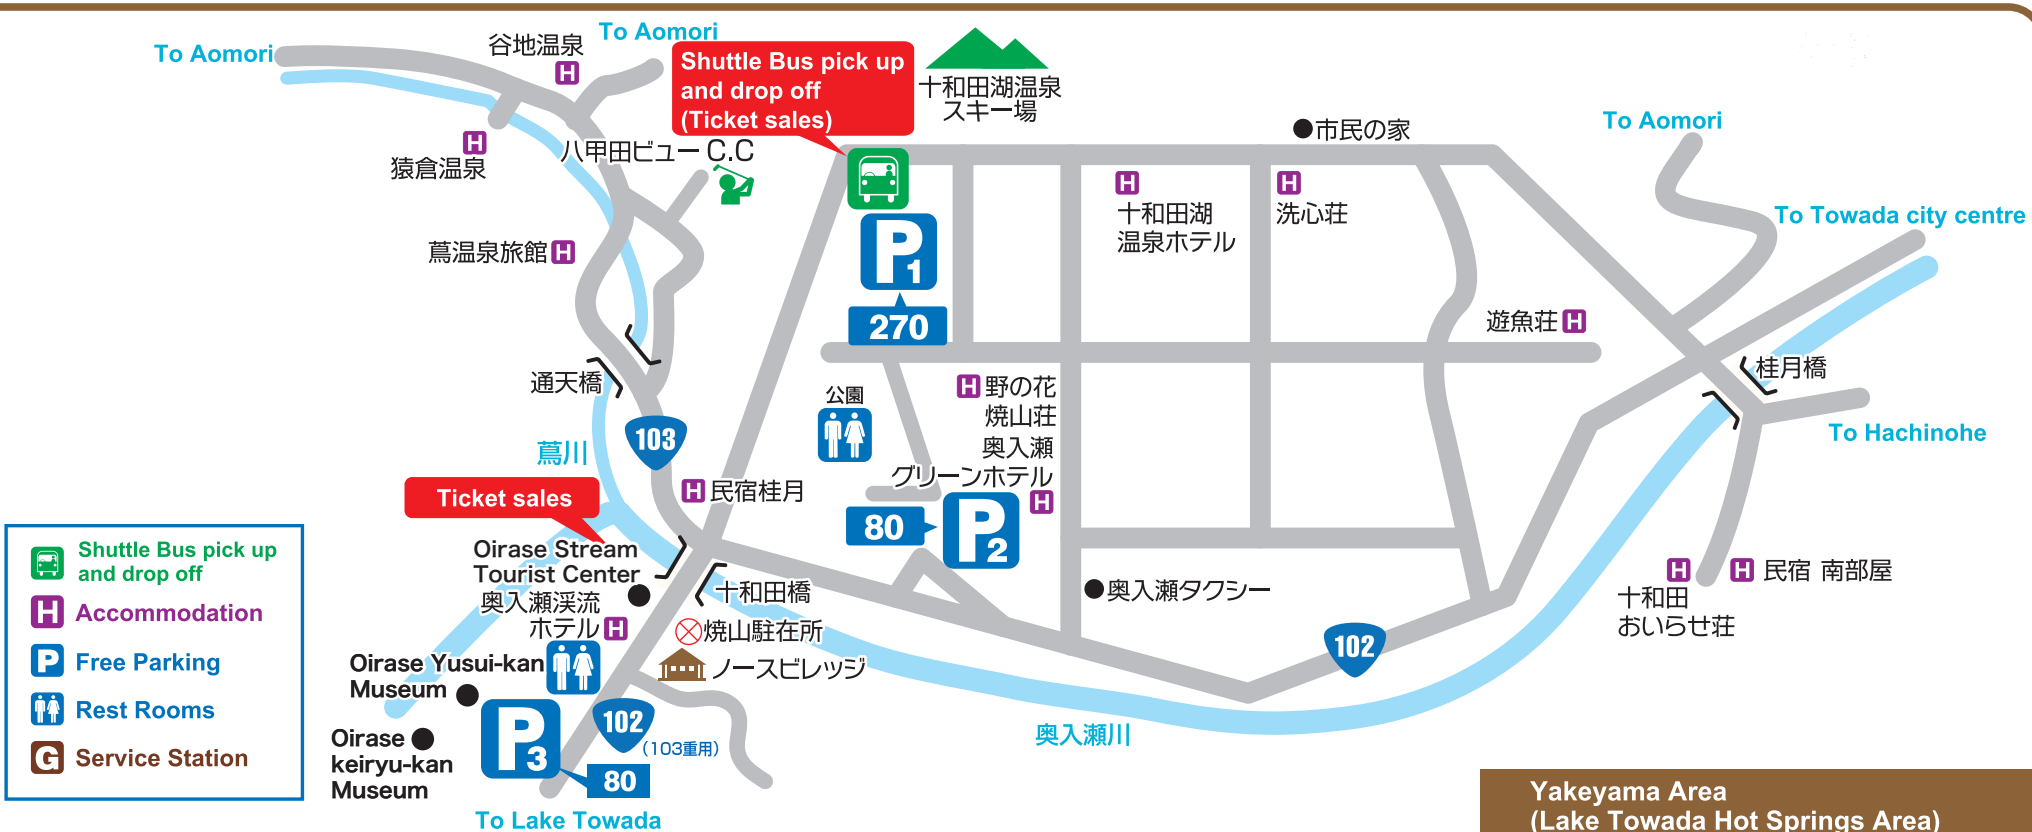 To Aomori
谷地温泉
H
To Aomori
Shuttle Bus pick up
and drop off
(Ticket sales)
十和田湖温泉
スキー場
H
猿倉温泉
八甲田ビューC.C
●市民の家
To Aomori
H
十和田湖
温泉ホテル
H
洗心荘
To Towada city centre
蔦温泉旅館 H
P1
270
遊魚荘 H
通天橋
公園
H 野の花
焼山荘
奥入瀬
グリーンホテル
H
桂月橋
To Hachinohe
103
蔦川
H 民宿桂月
Ticket sales
80
P2
Oirase Stream
Tourist Center
奥入瀬渓流
ホテル H
十和田橋
焼山駐在所
ノースビレッジ
●奥入瀬タクシー
102
H
十和田
おいらせ荘
H 民宿 南部屋
Oirase Yusui-kan
Museum
Oirase
keiryu-kan
Museum
P3
102
(103重用)
80
奥入瀬川
To Lake Towada
Shuttle Bus pick up
and drop off
H Accommodation
P Free Parking
Rest Rooms
G Service Station
Yakeyama Area
(Lake Towada Hot Springs Area)